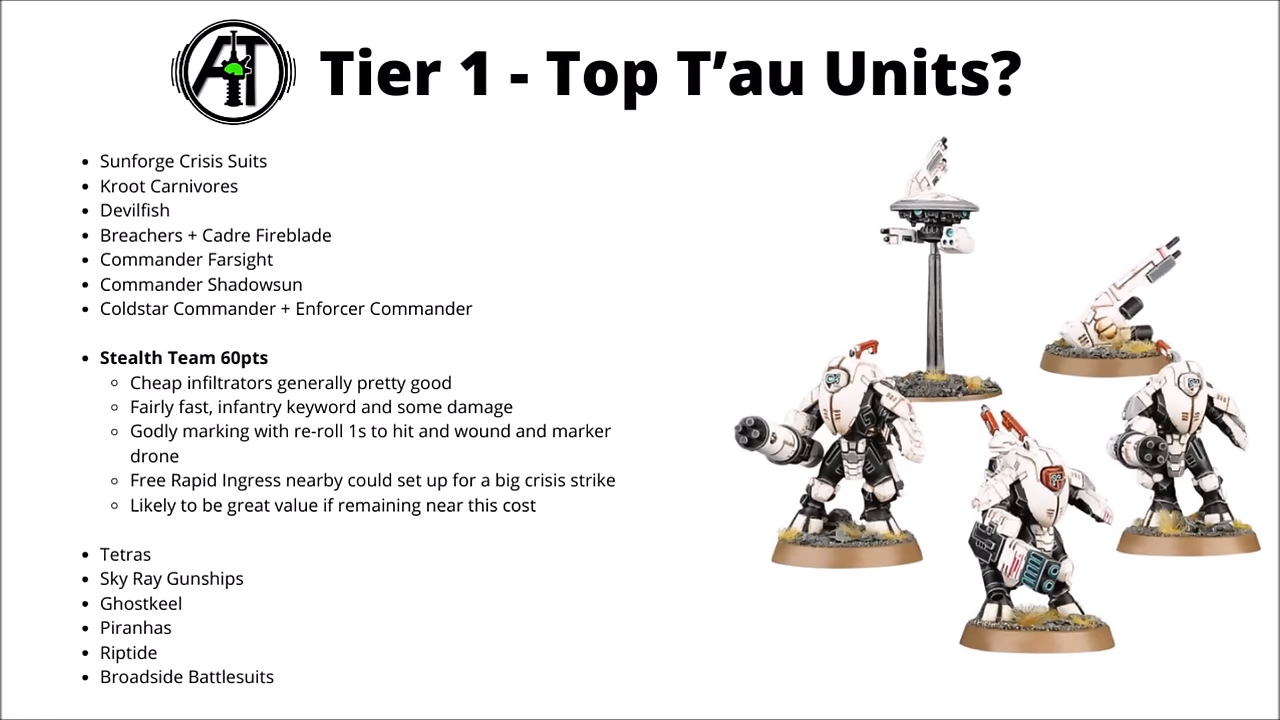 AT
Tier 1 - Top T’au Units?
• Sunforge Crisis Suits
• Kroot Carnivores
• Devilfish
• Breachers + Cadre Fireblade
• Commander Farsight
• Commander Shadowsun
• Coldstar Commander + Enforcer Commander
• Stealth Team 60pts
◦ Cheap infiltrators generally pretty good
◦ Fairly fast, infantry keyword and some damage
◦ Godly marking with re-roll 1s to hit and wound and marker
drone
◦ Free Rapid Ingress nearby could set up for a big crisis strike
◦ Likely to be great value if remaining near this cost
• Tetras
• Sky Ray Gunships
• Ghostkeel
• Piranhas
• Riptide
• Broadside Battlesuits